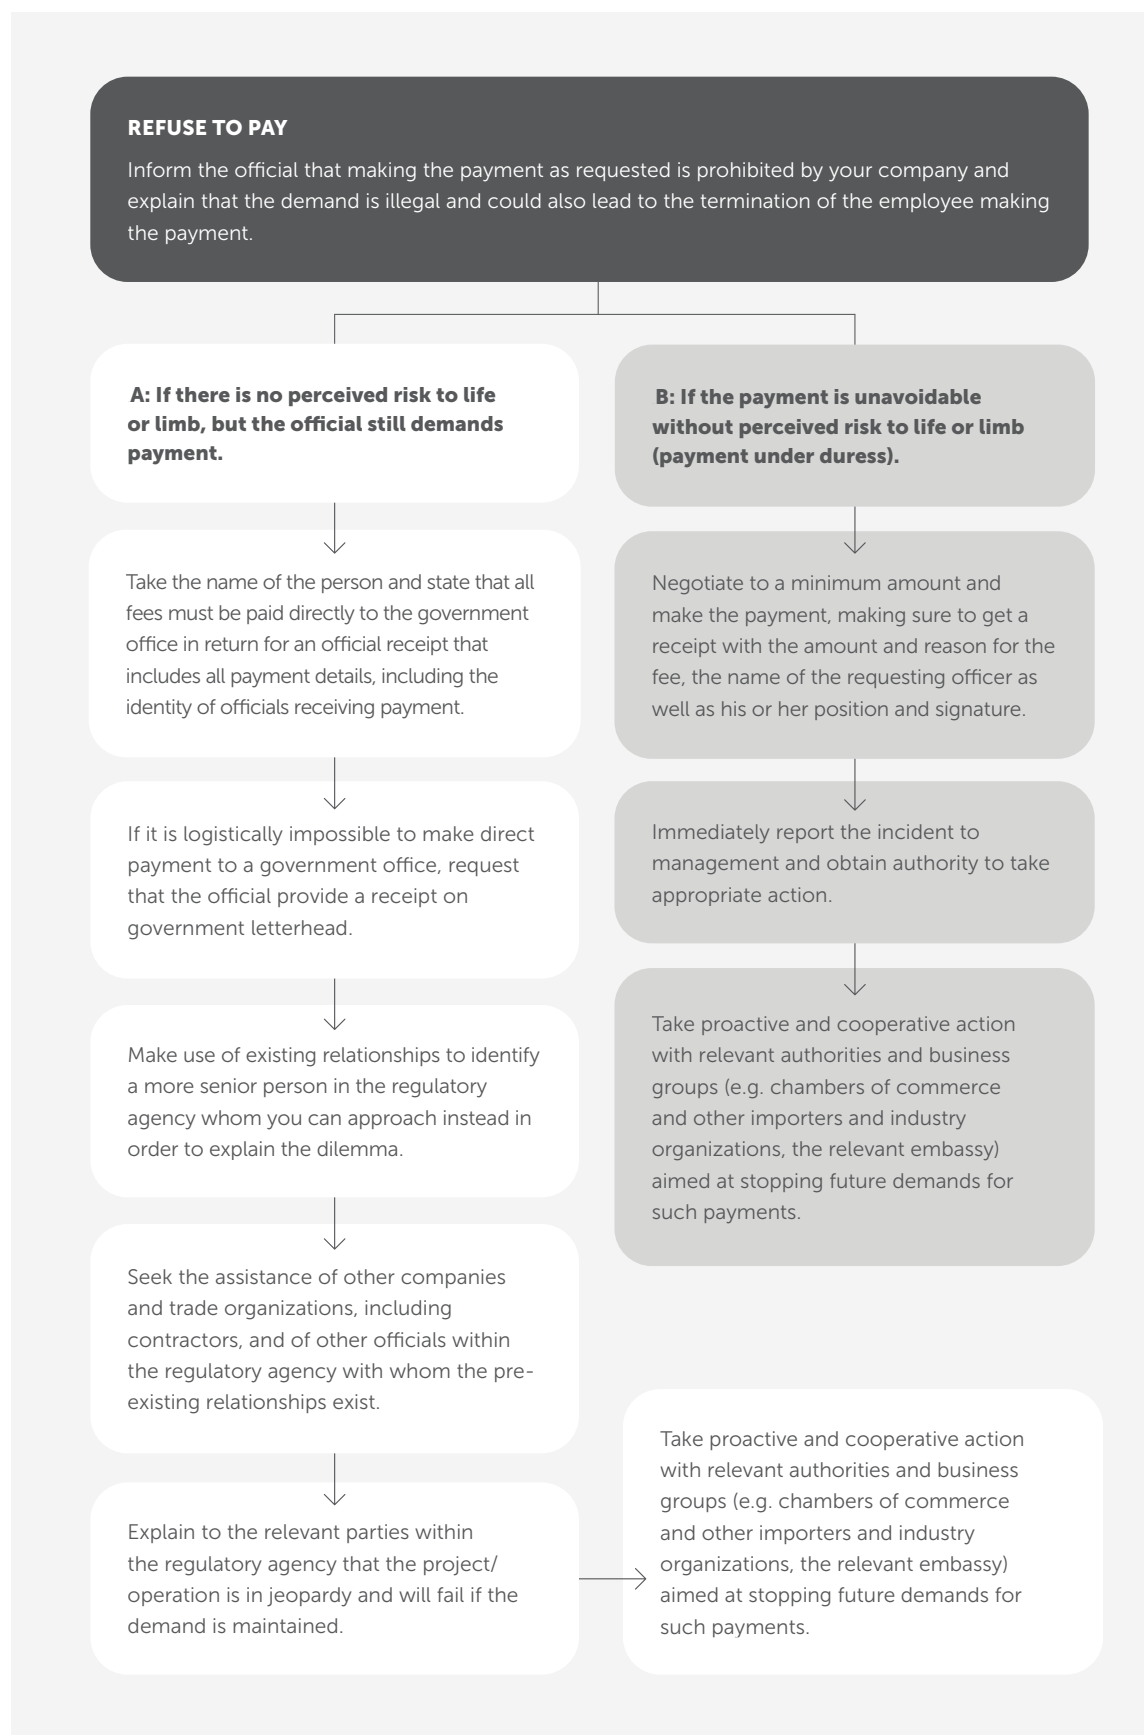 REFUSE TO PAY
Inform the official that making the payment as requested is prohibited by your company and
explain that the demand is illegal and could also lead to the termination of the employee making
the payment.
A: If there is no perceived risk to life
or limb, but the official still demands
payment.
Take the name of the person and state that all
fees must be paid directly to the government
office in return for an official receipt that
includes all payment details, including the
identity of officials receiving payment.
If it is logistically impossible to make direct
payment to a government office, request
that the official provide a receipt on
government letterhead.
Make use of existing relationships to identify
a more senior person in the regulatory
agency whom you can approach instead in
order to explain the dilemma.
Seek the assistance of other companies
and trade organizations, including
contractors, and of other officials within
the regulatory agency with whom the pre-
existing relationships exist.
Explain to the relevant parties within
the regulatory agency that the project/
operation is in jeopardy and will fail if the
demand is maintained.
Take proactive and cooperative action
with relevant authorities and business
groups (e.g. chambers of commerce
and other importers and industry
organizations, the relevant embassy)
aimed at stopping future demands for
such payments.
B: If the payment is unavoidable
without perceived risk to life or limb
(payment under duress).
Negotiate to a minimum amount and
make the payment, making sure to get a
receipt with the amount and reason for the
fee, the name of the requesting officer as
well as his or her position and signature.
Immediately report the incident to
management and obtain authority to take
appropriate action.
Take proactive and cooperative action
with relevant authorities and business
groups (e.g. chambers of commerce
and other importers and industry
organizations, the relevant embassy)
aimed at stopping future demands for
such payments.